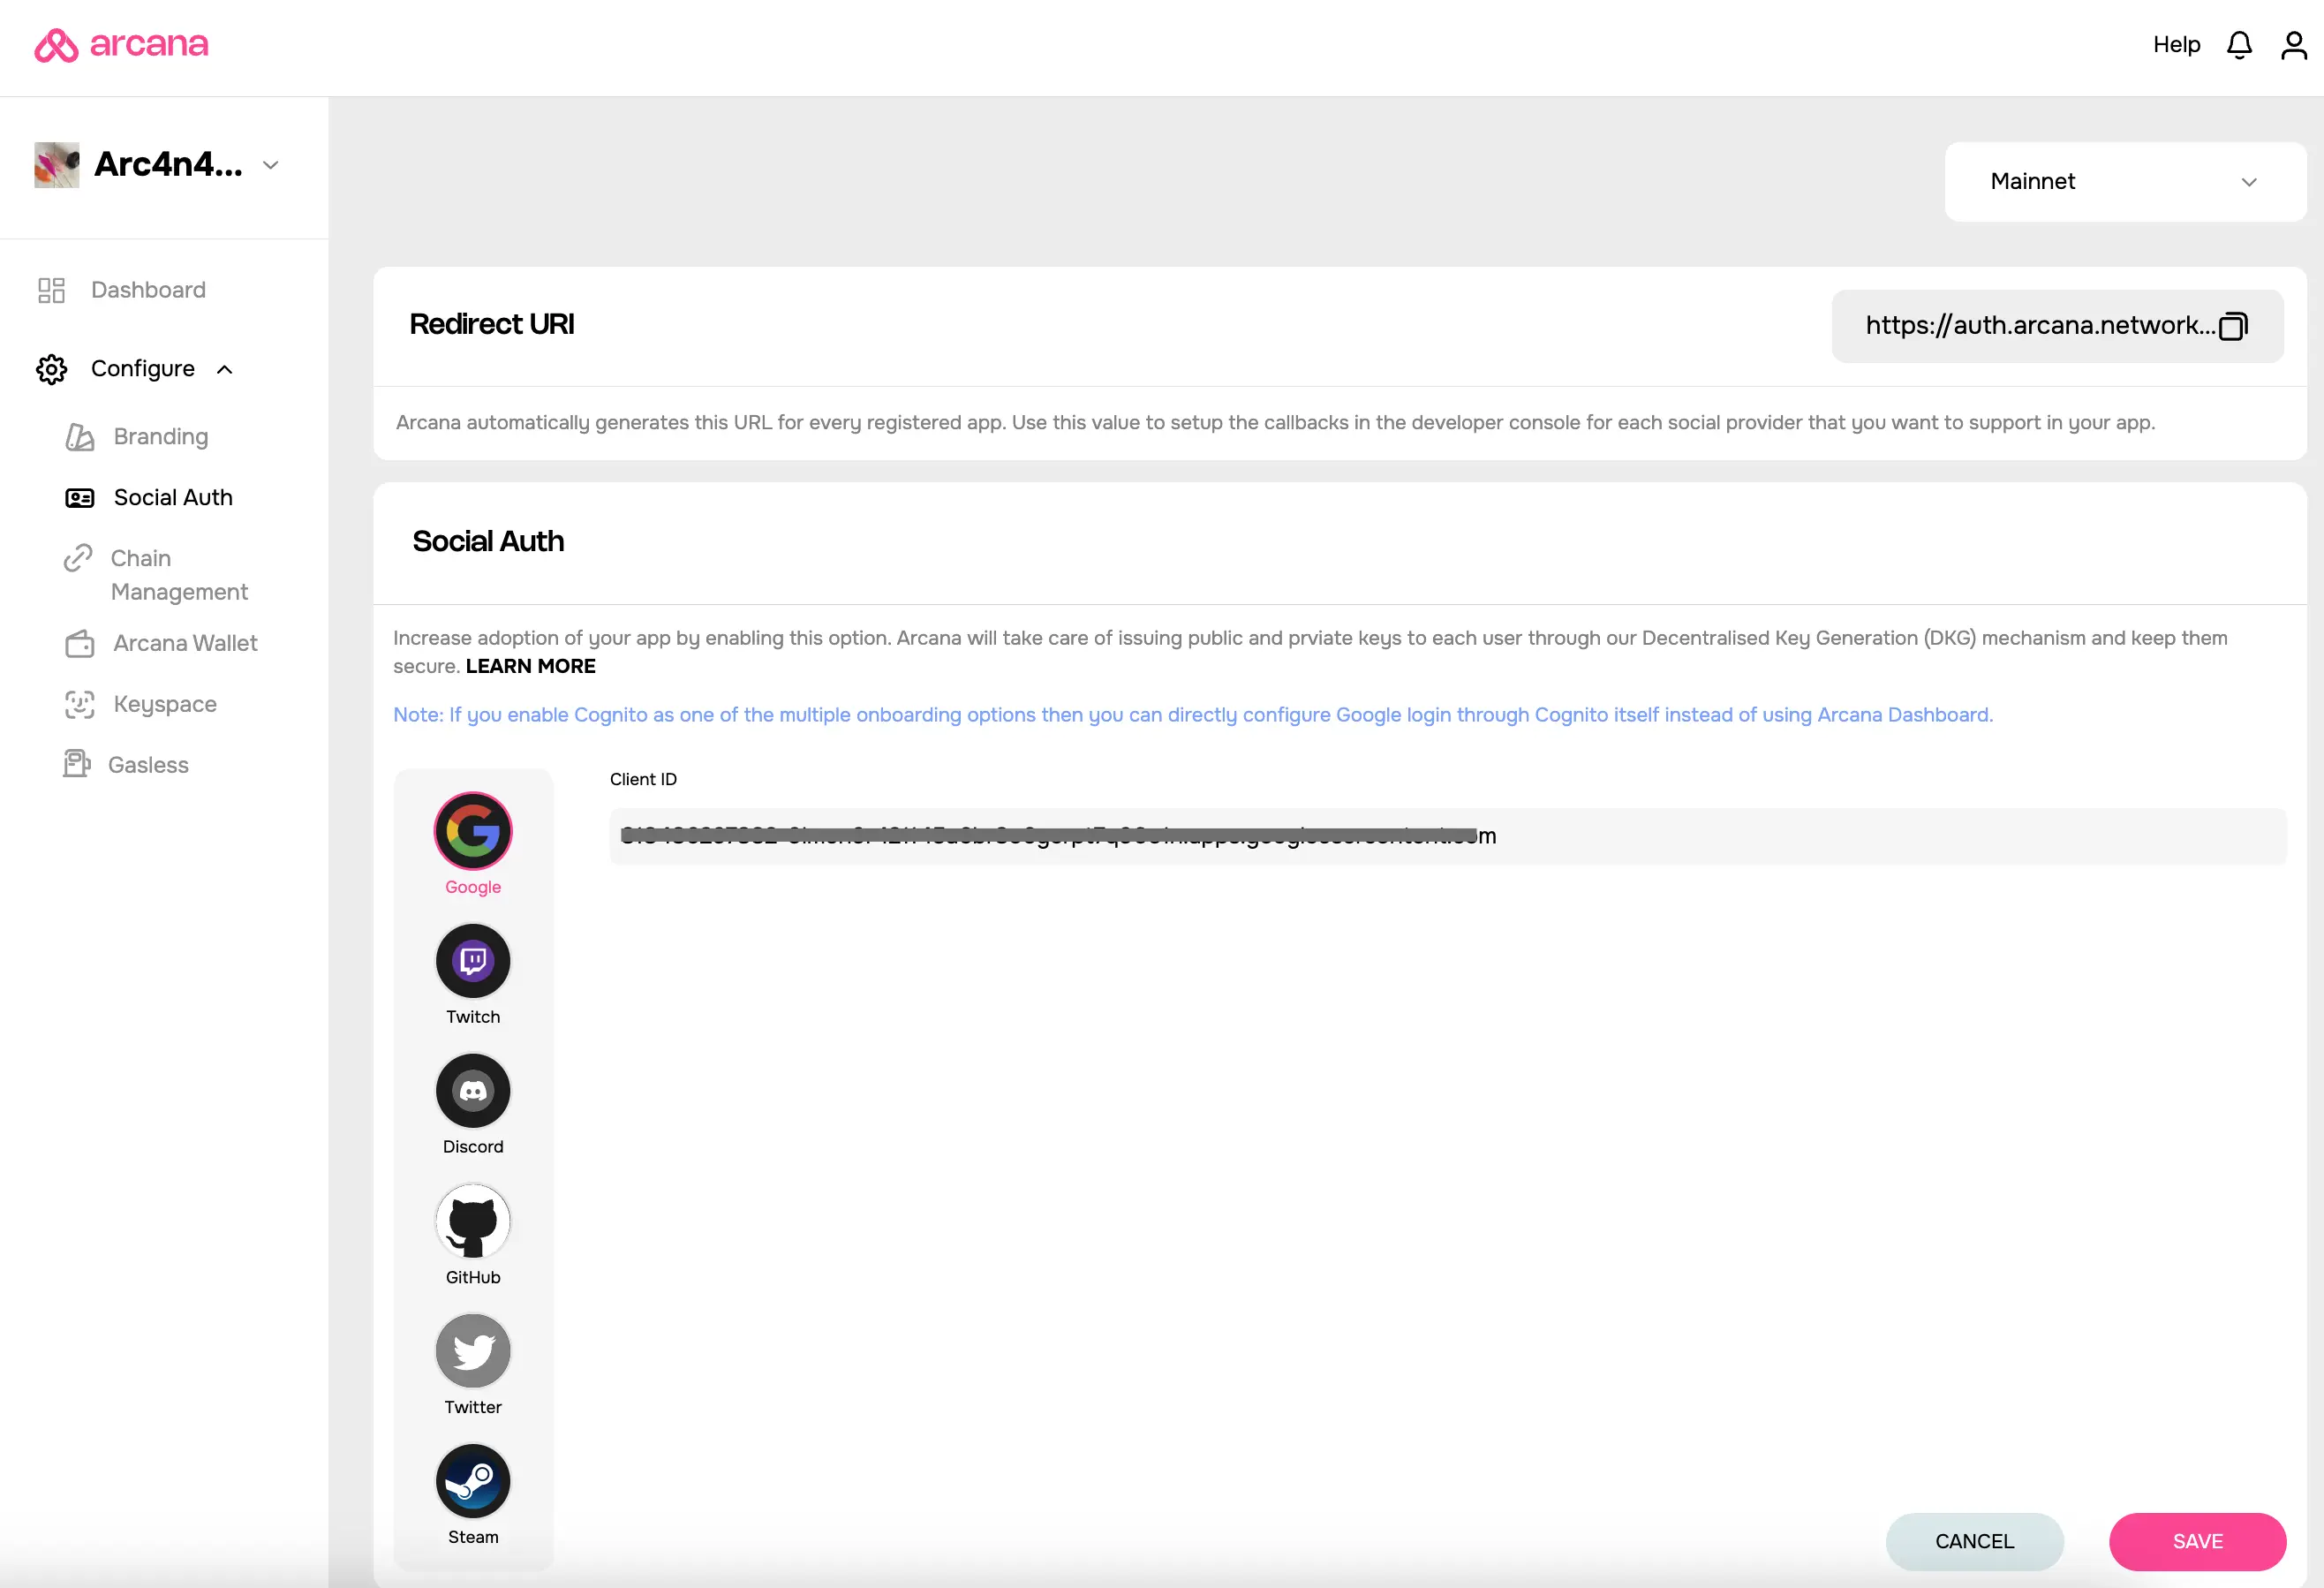 arcana
Help
Arc4n4...
Mainnet
Dashboard
Configure
Branding
Social Auth
Chain
Management
Arcana Wallet
Keyspace
Gasless
Redirect URI
https://auth.arcana.network...
Arcana automatically generates this URL for every registered app. Use this value to setup the callbacks in the developer console for each social provider that you want to support in your app.
Social Auth
Increase adoption of your app by enabling this option. Arcana will take care of issuing public and prviate keys to each user through our Decentralised Key Generation (DKG) mechanism and keep them
secure. LEARN MORE
Note: If you enable Cognito as one of the multiple onboarding options then you can directly configure Google login through Cognito itself instead of using Arcana Dashboard.
Client ID
Google
Twitch
Discord
GitHub
Twitter
Steam
CANCEL
SAVE